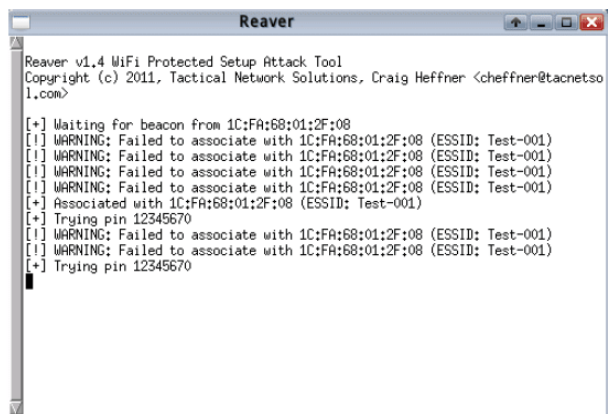 Reaver
Reaver v1.4 WiFi Protected Setup Attack Tool
Copyright (c) 2011, Tactical Network Solutions, Craig Heffner <cheffner@tacnetso
l.com>
[+] Waiting for beacon from 1C:FA:68:01:2F:08
[!] WARNING: Failed to associate with 1C:FA:68:01:2F:08 (ESSID: Test-001)
[!] WARNING: Failed to associate with 1C:FA:68:01:2F:08 (ESSID: Test-001)
[!] WARNING: Failed to associate with 1C:FA:68:01:2F:08 (ESSID: Test-001)
[!] WARNING: Failed to associate with 1C:FA:68:01:2F:08 (ESSID: Test-001)
[+] Associated with 1C:FA:68:01:2F:08 (ESSID: Test-001)
[+] Trying pin 12345670
[!] WARNING: Failed to associate with 1C:FA:68:01:2F:08 (ESSID: Test-001)
[!] WARNING: Failed to associate with 1C:FA:68:01:2F:08 (ESSID: Test-001)
[+] Trying pin 12345670